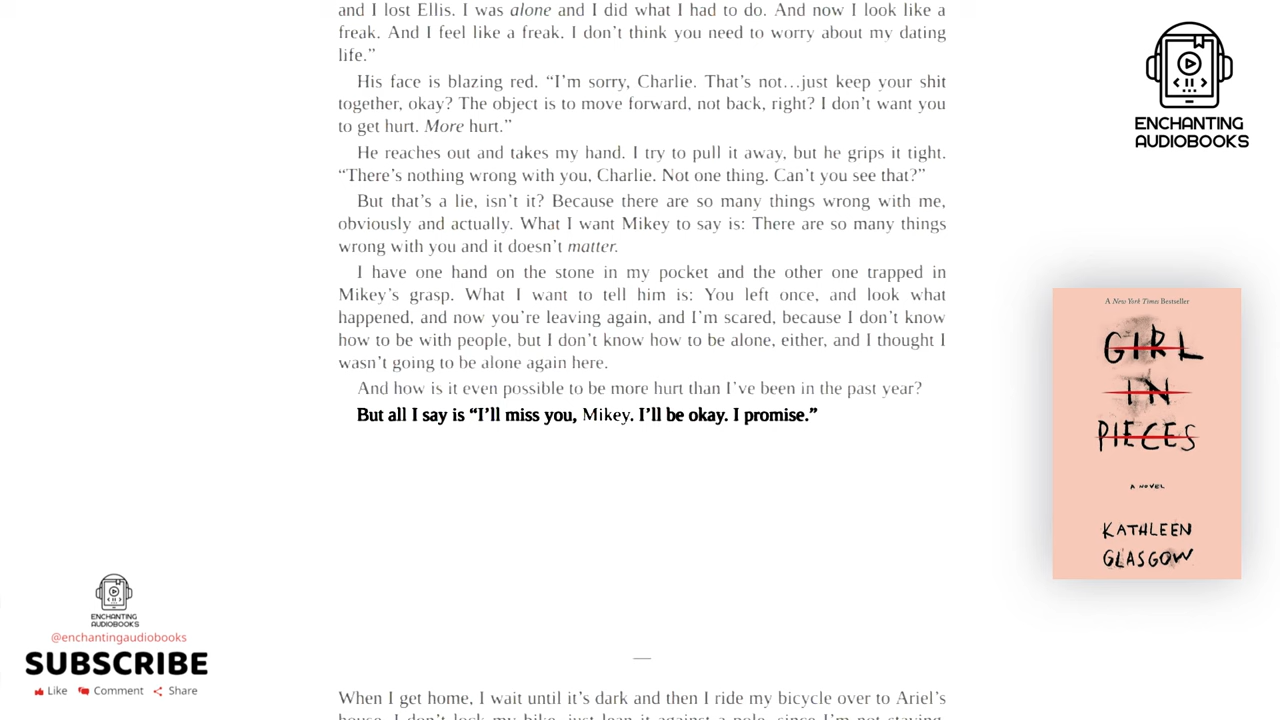 and I lost Ellis. I was alone and I did what I had to do. And now I look like a
freak. And I feel like a freak. I don’t think you need to worry about my dating
life.”
His face is blazing red. “I’m sorry, Charlie. That’s not…just keep your shit
together, okay? The object is to move forward, not back, right? I don’t want you
to get hurt. More hurt.”
He reaches out and takes my hand. I try to pull it away, but he grips it tight.
“There’s nothing wrong with you, Charlie. Not one thing. Can’t you see that?”
But that’s a lie, isn’t it? Because there are so many things wrong with me,
obviously and actually. What I want Mikey to say is: There are so many things
wrong with you and it doesn’t matter.
I have one hand on the stone in my pocket and the other one trapped in
Mikey’s grasp. What I want to tell him is: You left once, and look what
happened, and now you’re leaving again, and I’m scared, because I don’t know
how to be with people, but I don’t know how to be alone, either, and I thought I
wasn’t going to be alone again here.
And how is it even possible to be more hurt than I’ve been in the past year?
But all I say is “I’ll miss you, Mikey. I’ll be okay. I promise.”
—
When I get home, I wait until it’s dark and then I ride my bicycle over to Ariel’s
house. I don’t lock my bike, just lean it against a pole, since I’m not staying.
ENCHANTING
AUDIOBOOKS
A New York Times Bestseller
GIRL
IN
PIECES
A NOVEL
KATHLEEN
GLASGOW
ENCHANTING
AUDIOBOOKS
@enchantingaudiobooks
SUBSCRIBE
Like Comment Share